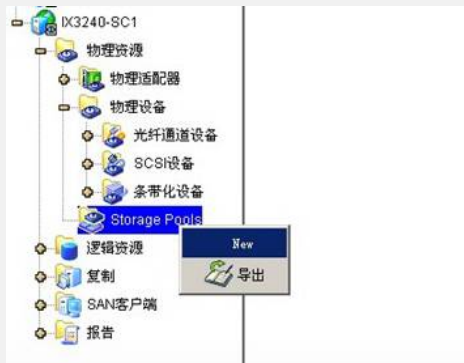 IX3240-SC1
物理资源
物理适配器
物理设备
光纤通道设备
SCSI设备
条带化设备
Storage Pools
New
导出
逻辑资源
复制
SAN客户端
报告